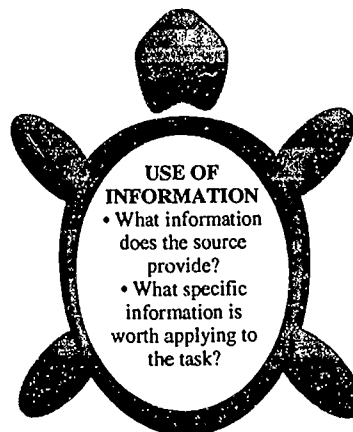 USE OF
INFORMATION
• What information
does the source
provide?
• What specific
information is
worth applying to
the task?